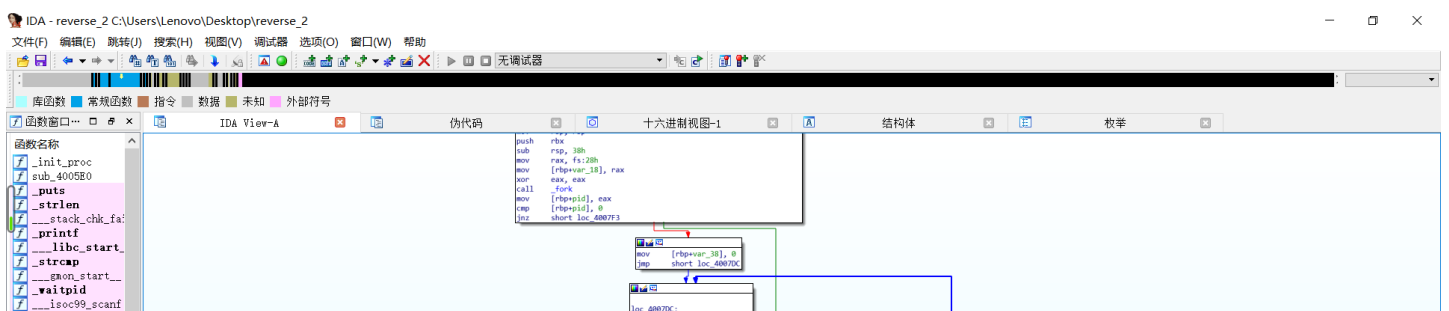 IDA - reverse_2 C:\Users\Lenovo\Desktop\reverse_2
文件(F) 编辑(E) 跳转(J) 搜索(H) 视图(V) 调试器 选项(O) 窗口(W) 帮助
无调试器
库函数 常规函数 指令 数据 未知 外部符号
函数窗口… IDA View-A 伪代码 十六进制视图-1 结构体 枚举
函数名称
_init_proc
sub_4005E0
_puts
_strlen
___stack_chk_fai
_printf
___libc_start_
_strcmp
___gmon_start__
_waitpid
___isoc99_scanf
push rbx
sub rsp, 38h
mov rax, fs:28h
mov [rbp+var_18], rax
xor eax, eax
call _fork
mov [rbp+pid], eax
cmp [rbp+pid], 0
jnz short loc_4007F3
mov [rbp+var_38], 0
jmp short loc_4007DC
loc_4007DC: